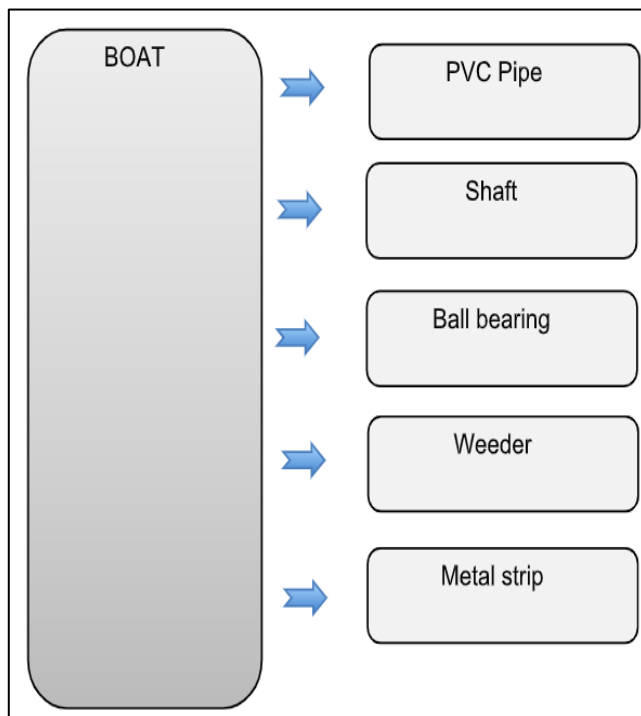 BOAT
PVC Pipe
Shaft
Ball bearing
Weeder
Metal strip